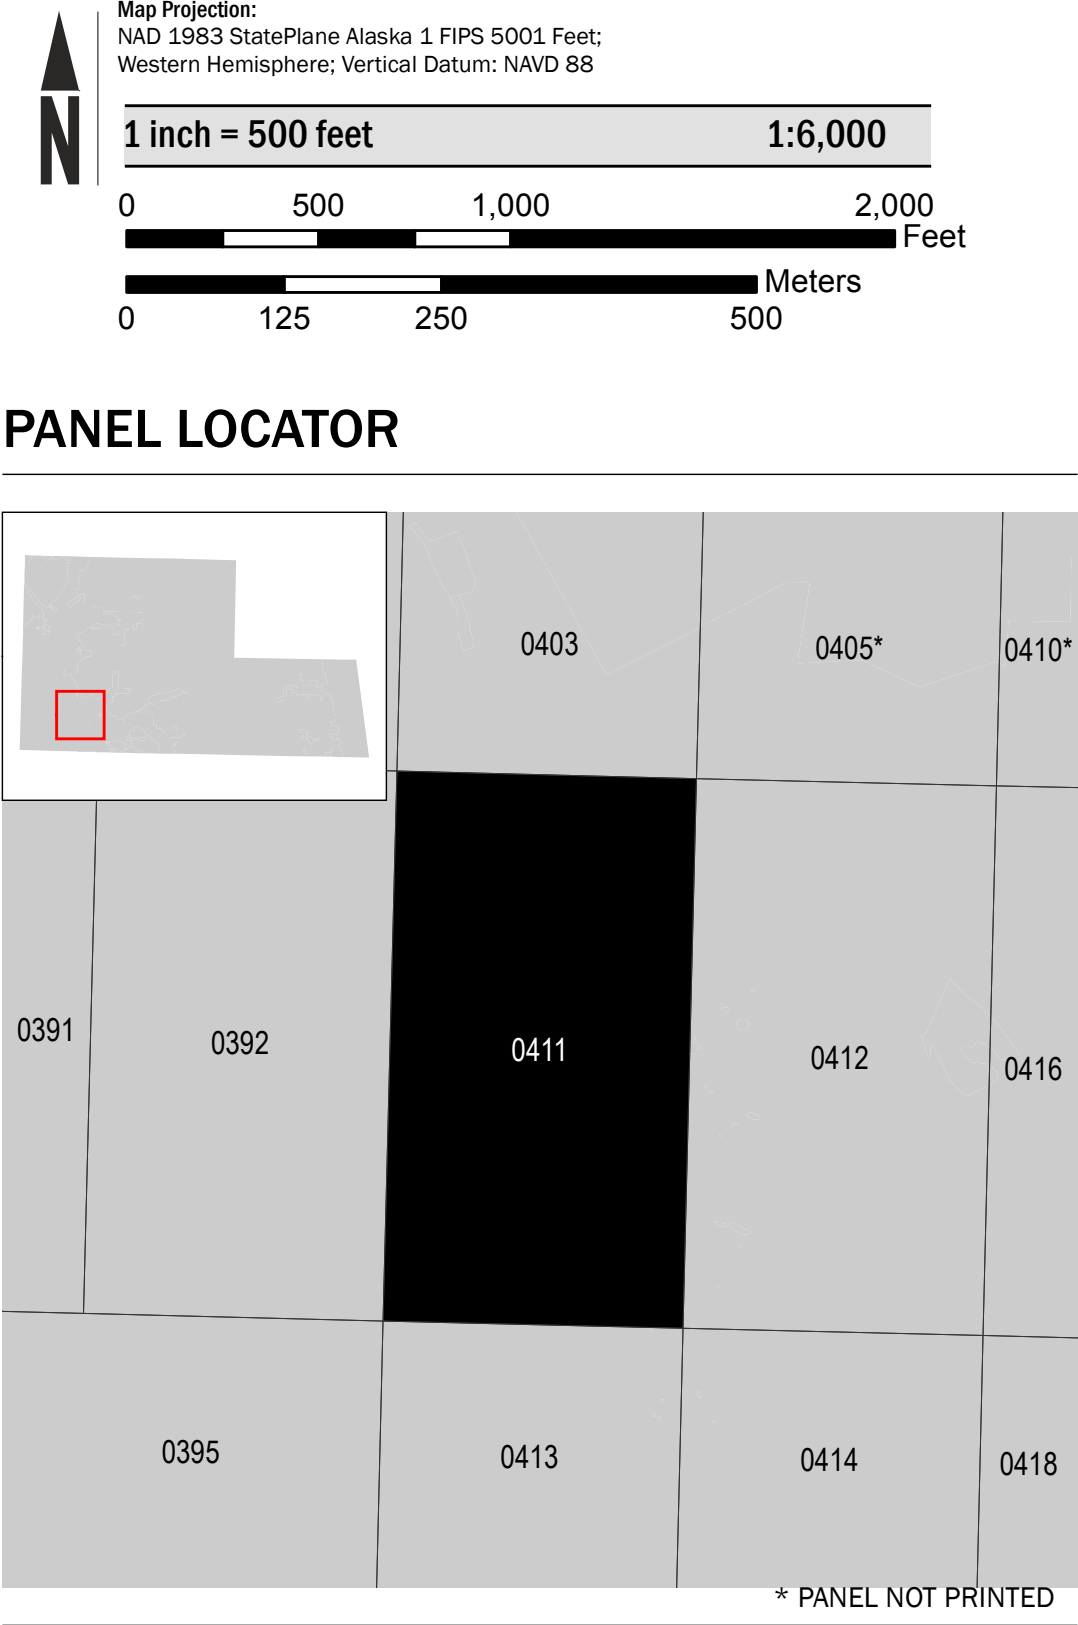 Map Projection:
NAD 1983 StatePlane Alaska 1 FIPS 5001 Feet;
Western Hemisphere; Vertical Datum: NAVD 88
N
1 inch = 500 feet 1:6,000
0 500 1,000 2,000
Feet
Meters
0 125 250 500
PANEL LOCATOR
0403 0405* 0410*
0391 0392 0411 0412 0416
0395 0413 0414 0418
* PANEL NOT PRINTED